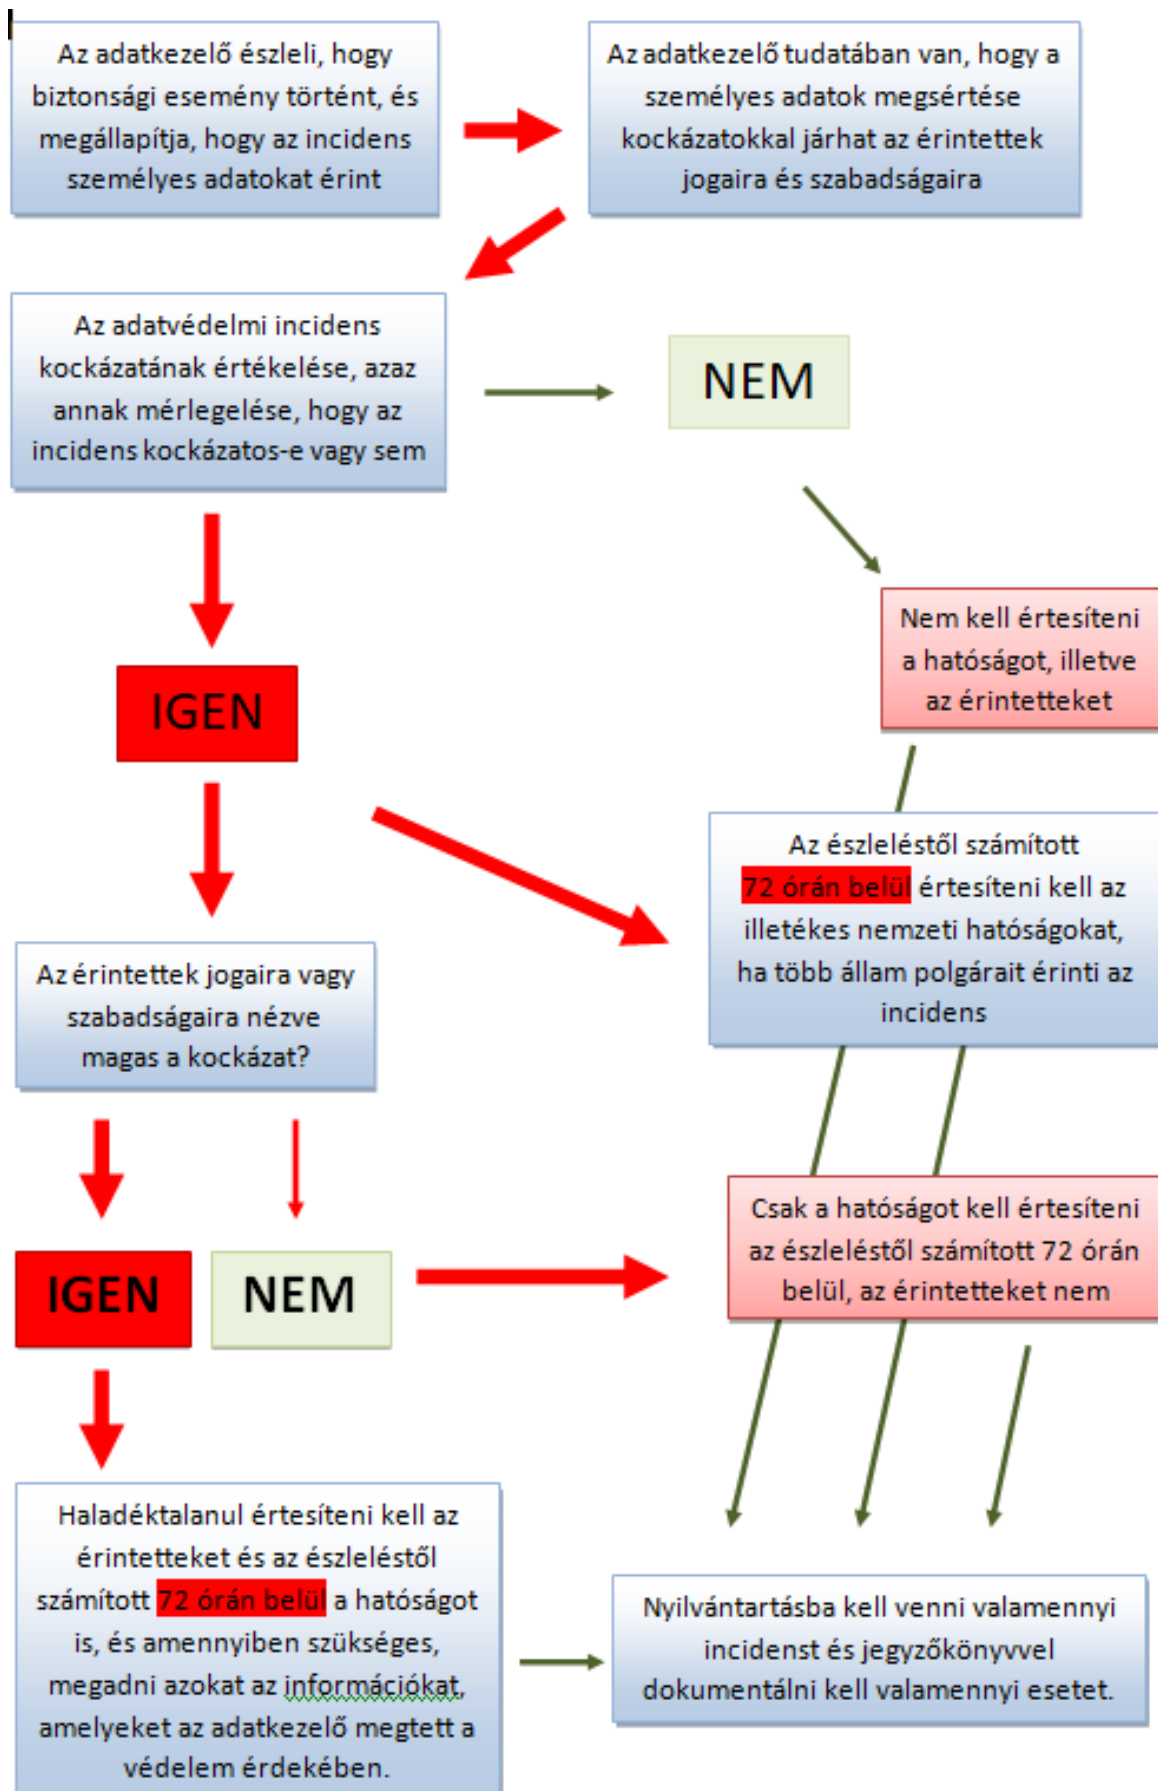 Az adatkezelő észleli, hogy
biztonsági esemény történt, és
megállapítja, hogy az incidens
személyes adatokat érint
Az adatkezelő tudatában van, hogy a
személyes adatok megsértése
kockázatokkal járhat az érintettek
jogaira és szabadságaira
Az adatvédelmi incidens
kockázatának értékelése, azaz
annak mérlegelése, hogy az
incidens kockázatos-e vagy sem
NEM
Nem kell értesíteni
a hatóságot, illetve
az érintetteket
IGEN
Az észleléstől számított
72 órán belül értesíteni kell az
illetékes nemzeti hatóságokat,
ha több állam polgárait érinti az
incidens
Az érintettek jogaira vagy
szabadságaira nézve
magas a kockázat?
IGEN
NEM
Csak a hatóságot kell értesíteni
az észleléstől számított 72 órán
belül, az érintetteket nem
Haladéktalanul értesíteni kell az
érintetteket és az észleléstől
számított 72 órán belül a hatóságot
is, és amennyiben szükséges,
megadni azokat az információkat,
amelyeket az adatkezelő megtett a
védelem érdekében.
Nyilvántartásba kell venni valamennyi
incidenst és jegyzőkönyvvel
dokumentálni kell valamennyi esetet.